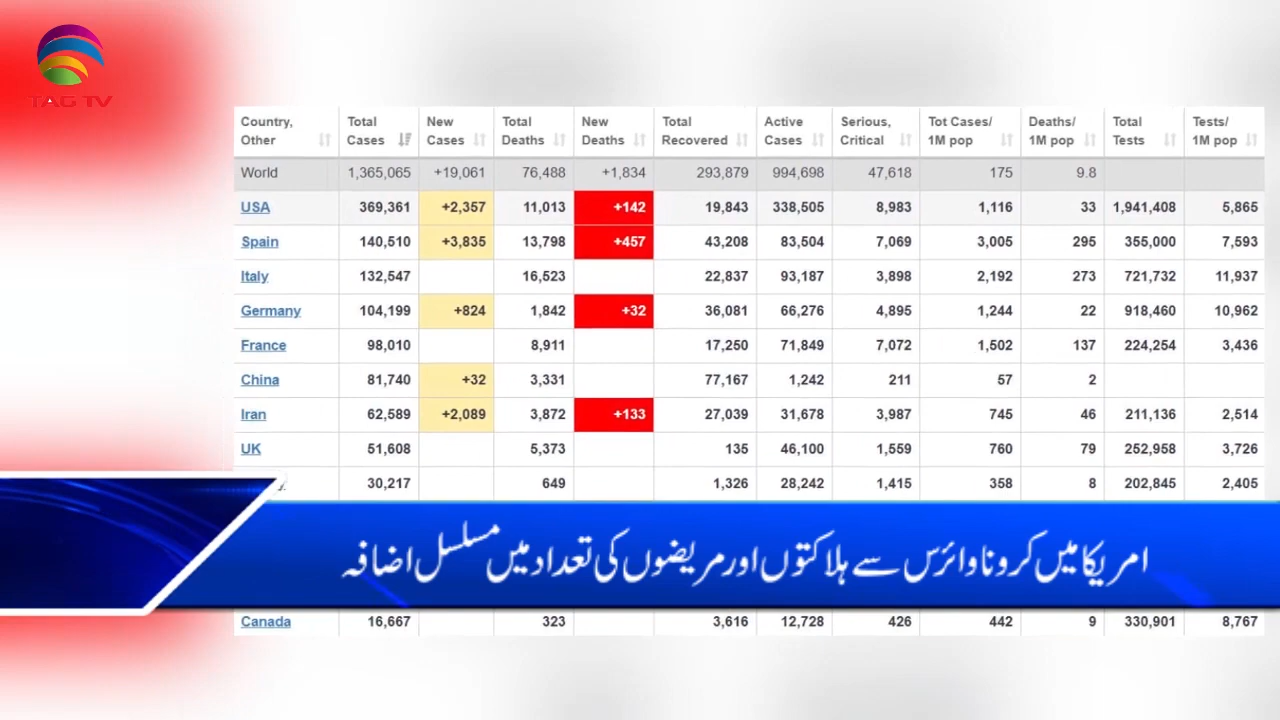 TAG TV
Country, Other Total Cases New Cases Total Deaths New Deaths Total Recovered Active Cases Serious, Critical Tot Cases/ 1M pop Deaths/ 1M pop Total Tests Tests/ 1M pop
World 1,365,065 +19,061 76,488 +1,834 293,879 994,698 47,618 175 9.8
USA 369,361 +2,357 11,013 +142 19,843 338,505 8,983 1,116 33 1,941,408 5,865
Spain 140,510 +3,835 13,798 +457 43,208 83,504 7,069 3,005 295 355,000 7,593
Italy 132,547 16,523 22,837 93,187 3,898 2,192 273 721,732 11,937
Germany 104,199 +824 1,842 +32 36,081 66,276 4,895 1,244 22 918,460 10,962
France 98,010 8,911 17,250 71,849 7,072 1,502 137 224,254 3,436
China 81,740 +32 3,331 77,167 1,242 211 57 2
Iran 62,589 +2,089 3,872 +133 27,039 31,678 3,987 745 46 211,136 2,514
UK 51,608 5,373 135 46,100 1,559 760 79 252,958 3,726
30,217 649 1,326 28,242 1,415 358 8 202,845 2,405
امریکا میں کرونا وائرس سے ہلاکتوں اور مریضوں کی تعداد میں مسلسل اضافہ
Canada 16,667 323 3,616 12,728 426 442 9 330,901 8,767